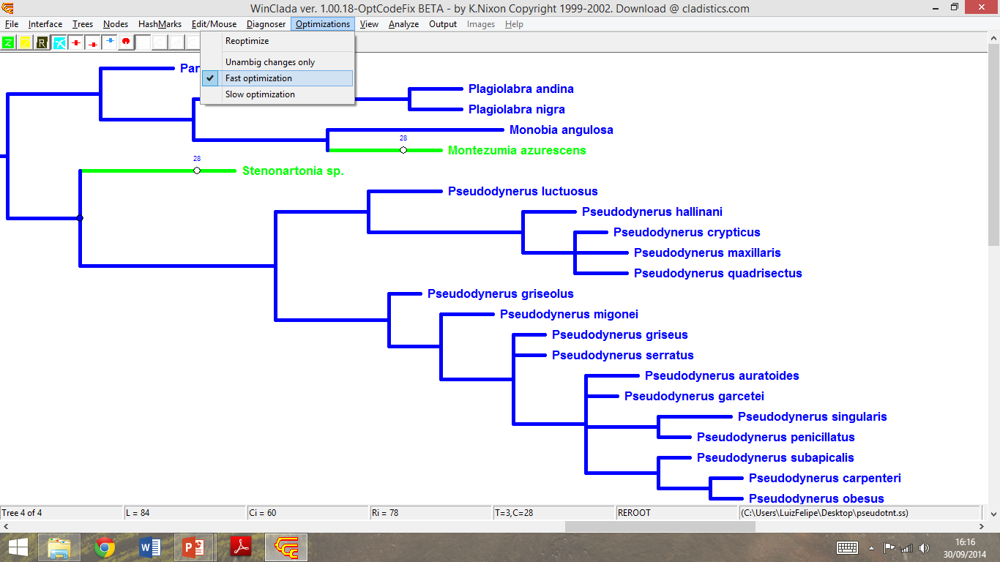 WinClada ver. 1.00.18-OptCodeFix BETA - by K.Nixon Copyright 1999-2002. Download @ cladistics.com
File Interface Trees Nodes HashMarks Edit/Mouse Diagnoser Optimizations View Analyze Output Images Help
Z R
Reoptimize
Unambig changes only
Fast optimization
Slow optimization
Par
Plagiolabra andina
Plagiolabra nigra
Monobia angulosa
28
Montezumia azurescens
28
Stenonartonia sp.
Pseudodynerus luctuosus
Pseudodynerus hallinani
Pseudodynerus crypticus
Pseudodynerus maxillaris
Pseudodynerus quadrisectus
Pseudodynerus griseolus
Pseudodynerus migonei
Pseudodynerus griseus
Pseudodynerus serratus
Pseudodynerus auratoides
Pseudodynerus garcetei
Pseudodynerus singularis
Pseudodynerus penicillatus
Pseudodynerus subapicalis
Pseudodynerus carpenteri
Pseudodynerus obesus
Tree 4 of 4 L = 84 Ci = 60 Ri = 78 T=3,C=28 REROOT (C:\Users\LuizFelipe\Desktop\pseudotnt.ss)
16:16
30/09/2014